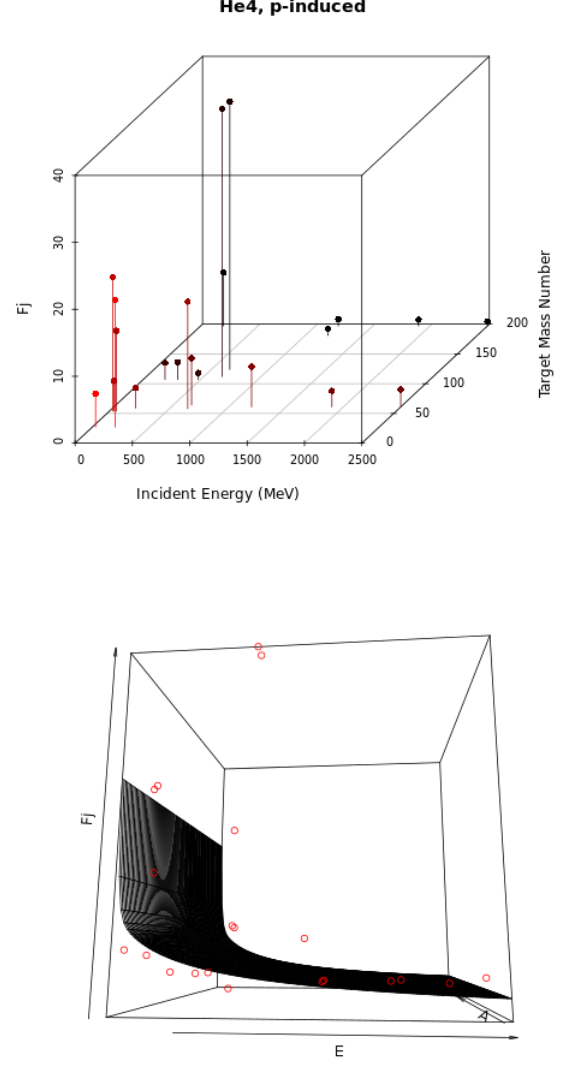 He4, p-induced
40
30
20
10
0
Fj
0
500
1000
1500
2000
2500
Incident Energy (MeV)
0
50
100
150
200
Target Mass Number
Fj
A
E